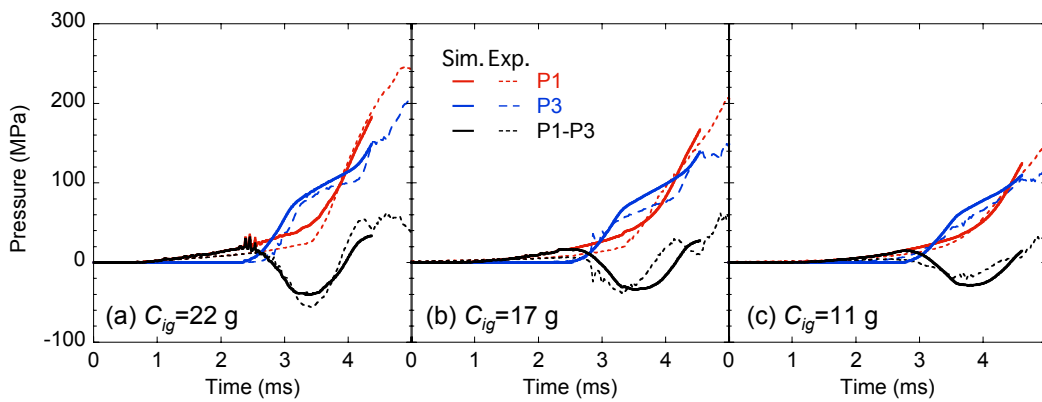 300
200
100
0
-100
Pressure (MPa)
Sim. Exp.
P1
P3
P1-P3
(a) Cig=22 g
(b) Cig=17 g
(c) Cig=11 g
0 1 2 3 4 0 1 2 3 4 0 1 2 3 4
Time (ms) Time (ms) Time (ms)